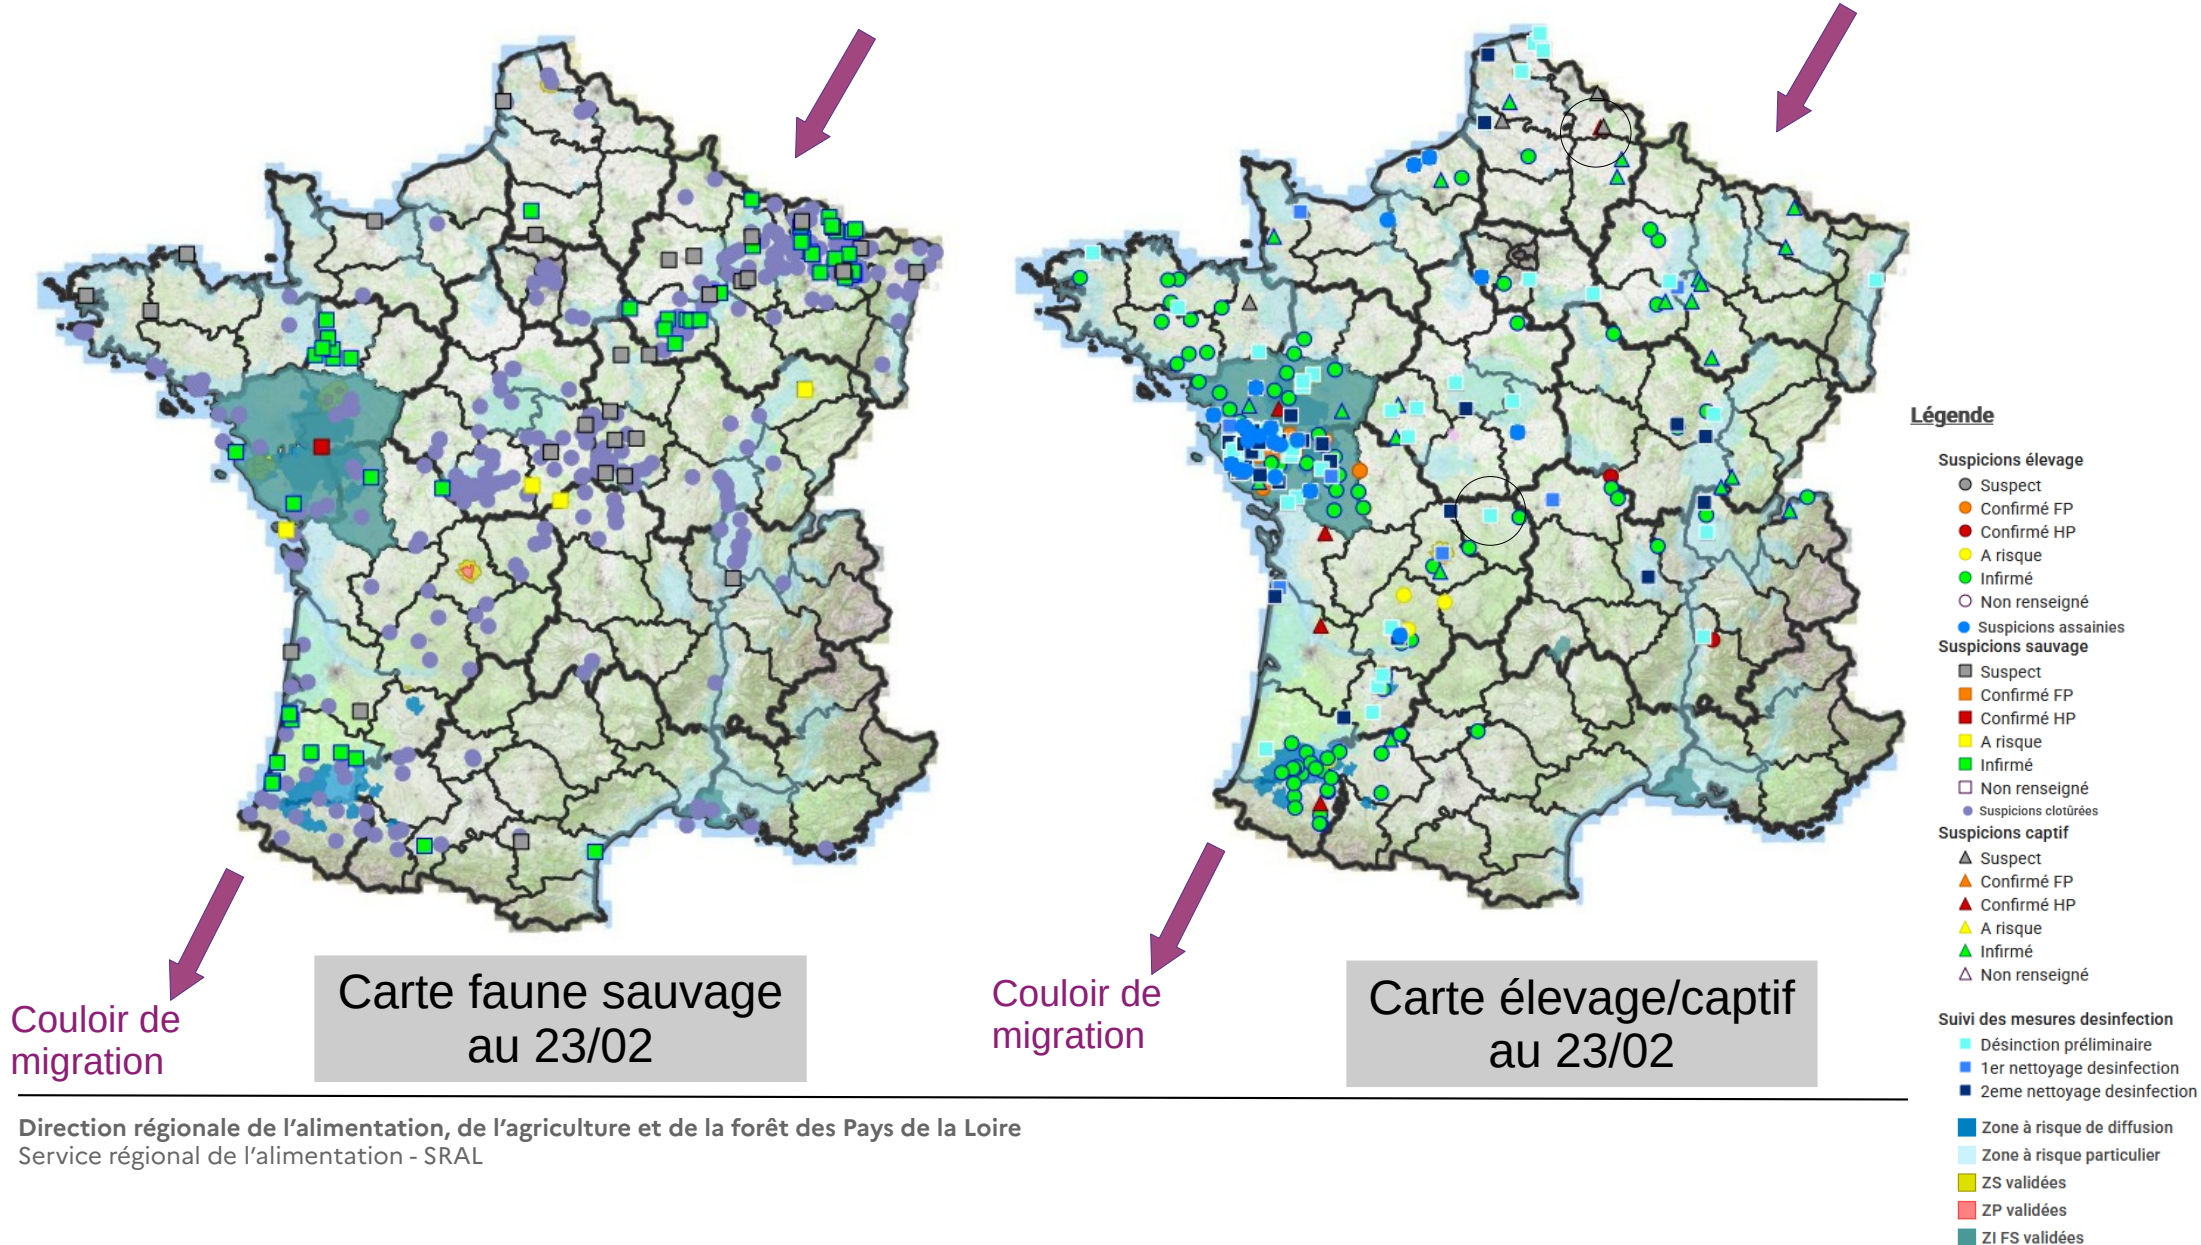 Couloir de
migration
Carte faune sauvage
au 23/02
Couloir de
migration
Carte élevage/captif
au 23/02
Légende
Suspicions élevage
Suspect
Confirmé FP
Confirmé HP
A risque
Infirmé
Non renseigné
Suspicions assainies
Suspicions sauvage
Suspect
Confirmé FP
Confirmé HP
A risque
Infirmé
Non renseigné
Suspicions clotûrées
Suspicions captif
Suspect
Confirmé FP
Confirmé HP
A risque
Infirmé
Non renseigné
Suivi des mesures desinfection
Désinction préliminaire
1er nettoyage desinfection
2eme nettoyage desinfection
Zone à risque de diffusion
Zone à risque particulier
ZS validées
ZP validées
ZI FS validées
Direction régionale de l'alimentation, de l'agriculture et de la forêt des Pays de la Loire
Service régional de l'alimentation - SRAL